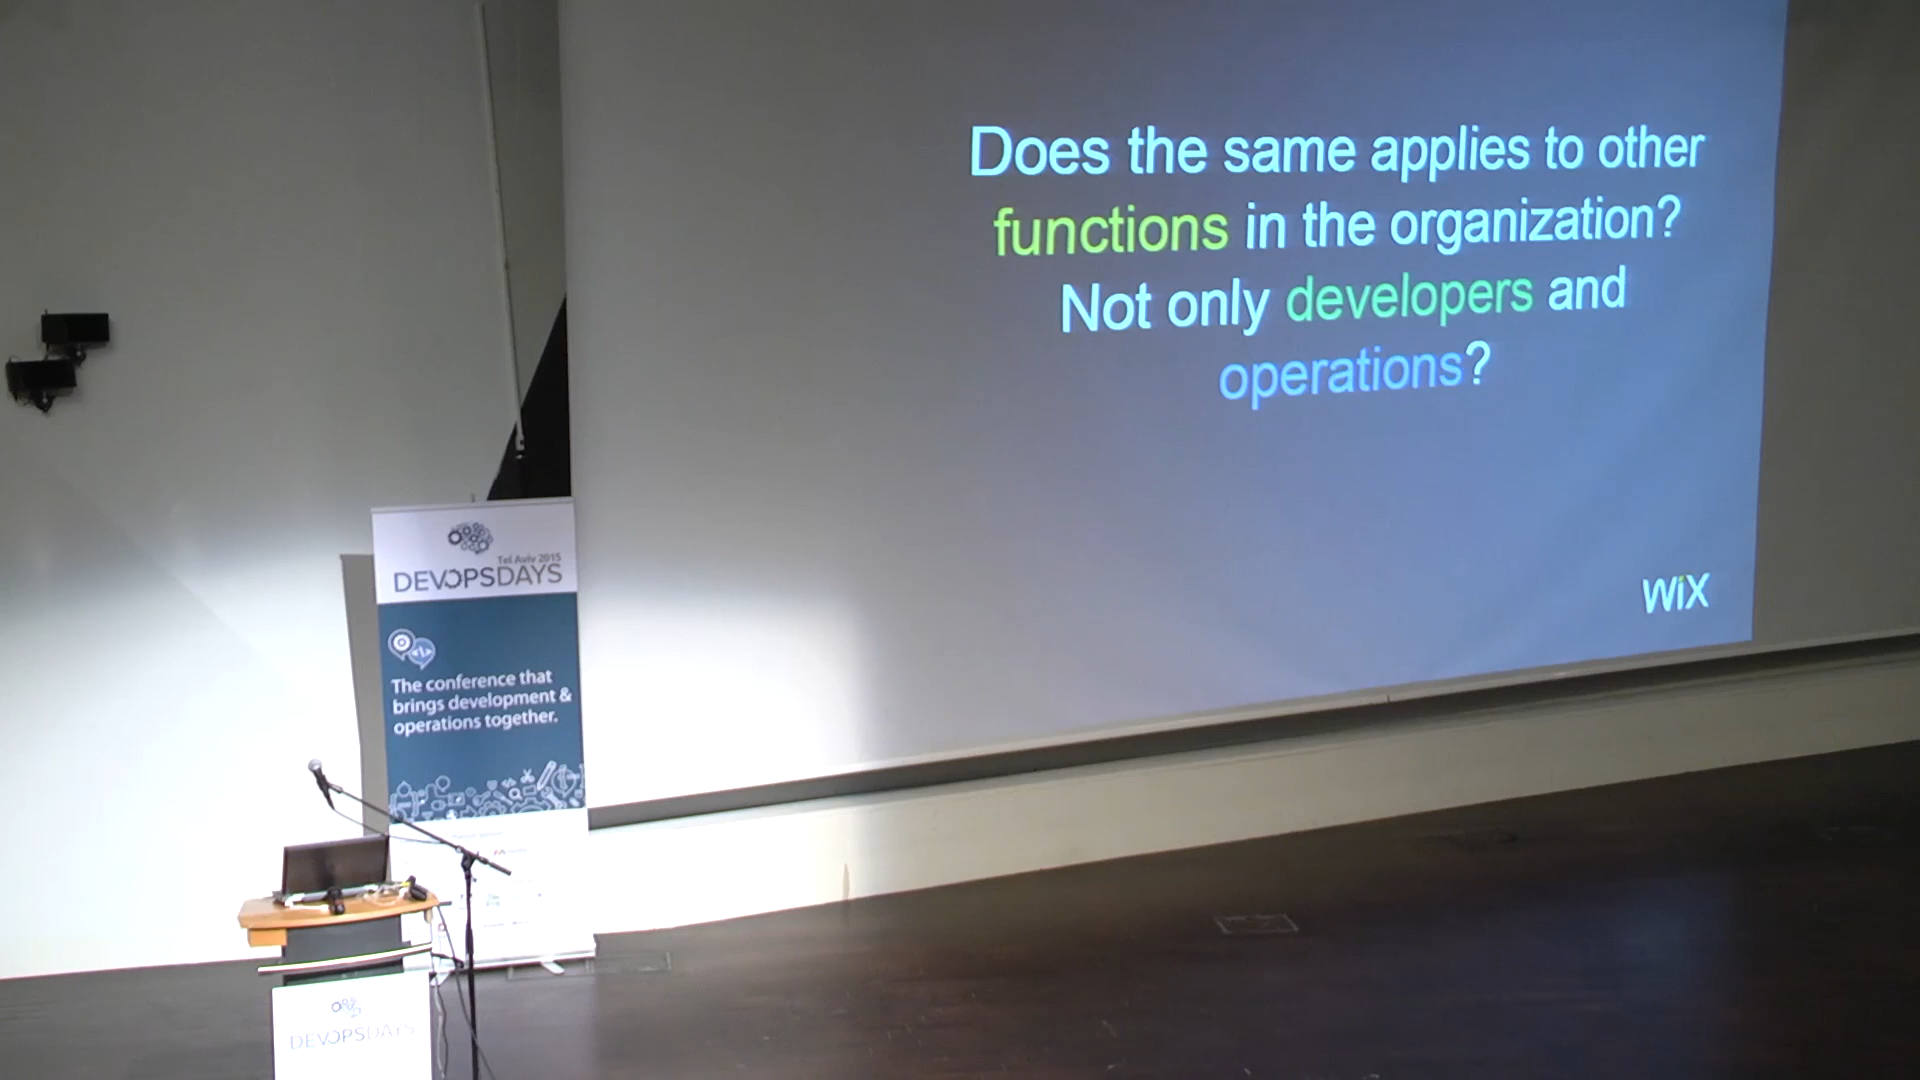 Does the same applies to other
functions in the organization?
Not only developers and
operations?
WiX
Tel Aviv 2015
DEVOPSDAYS
The conference that
brings development &
operations together.
DEVOPSDAYS